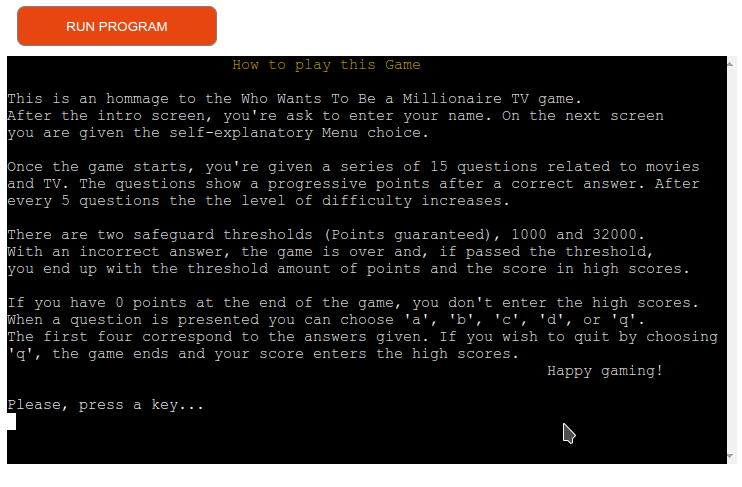 RUN PROGRAM
How to play this Game
This is an hommage to the Who Wants To Be a Millionaire TV game.
After the intro screen, you're ask to enter your name. On the next screen
you are given the self-explanatory Menu choice.
Once the game starts, you're given a series of 15 questions related to movies
and TV. The questions show a progressive points after a correct answer. After
every 5 questions the the level of difficulty increases.
There are two safeguard thresholds (Points guaranteed), 1000 and 32000.
With an incorrect answer, the game is over and, if passed the threshold,
you end up with the threshold amount of points and the score in high scores.
If you have 0 points at the end of the game, you don't enter the high scores.
When a question is presented you can choose 'a', 'b', 'c', 'd', or 'q'.
The first four correspond to the answers given. If you wish to quit by choosing
'q', the game ends and your score enters the high scores.
Happy gaming!
Please, press a key...